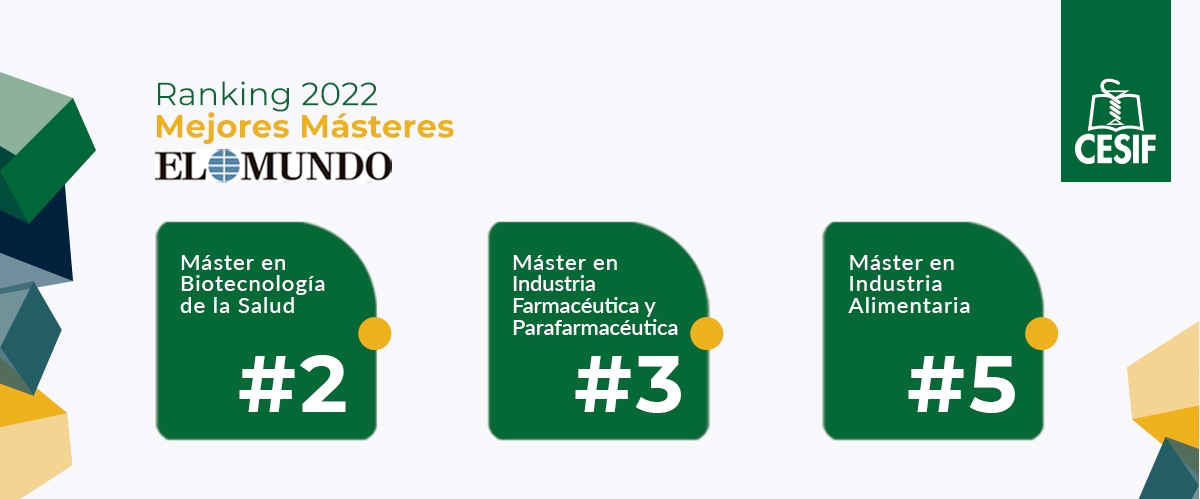 Ranking 2022
Mejores Másteres
EL MUNDO
CESIF
Máster en
Biotecnología
de la Salud
#2
Máster en
Industria
Farmacéutica y
Parafarmacéutica
#3
Máster en
Industria
Alimentaria
#5